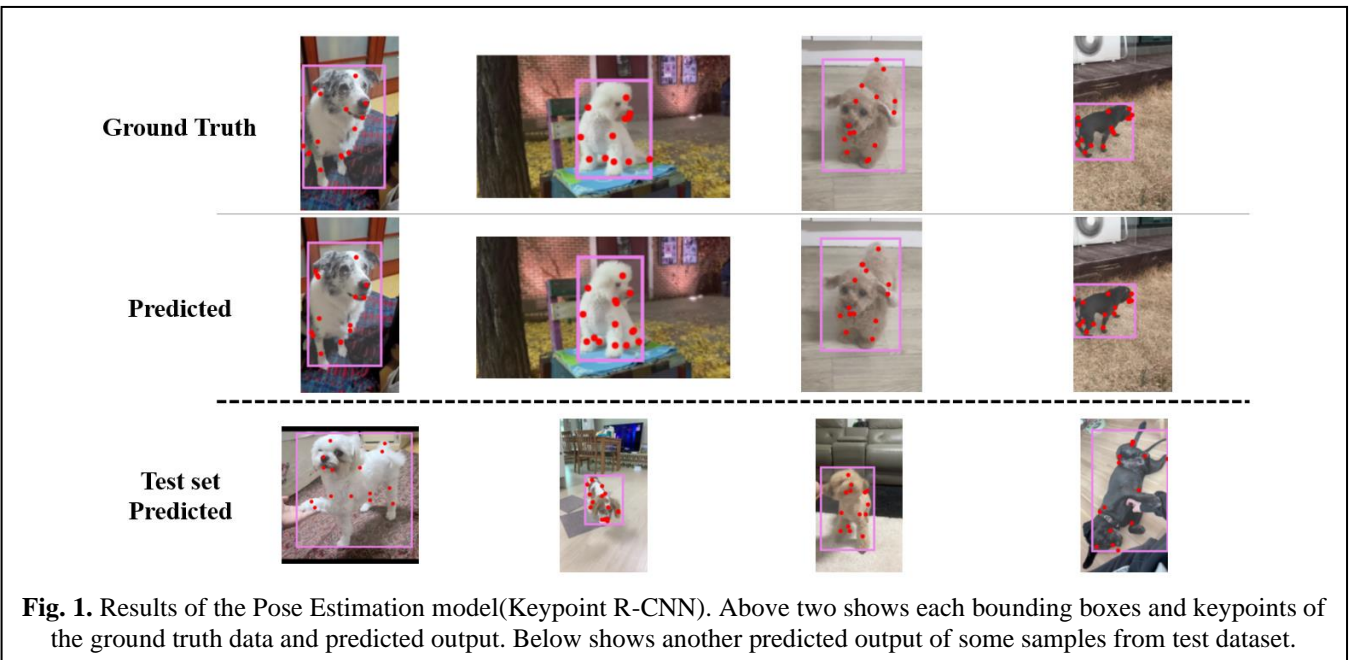 Ground Truth
Predicted
Test set
Predicted
Fig. 1. Results of the Pose Estimation model(Keypoint R-CNN). Above two shows each bounding boxes and keypoints of
the ground truth data and predicted output. Below shows another predicted output of some samples from test dataset.